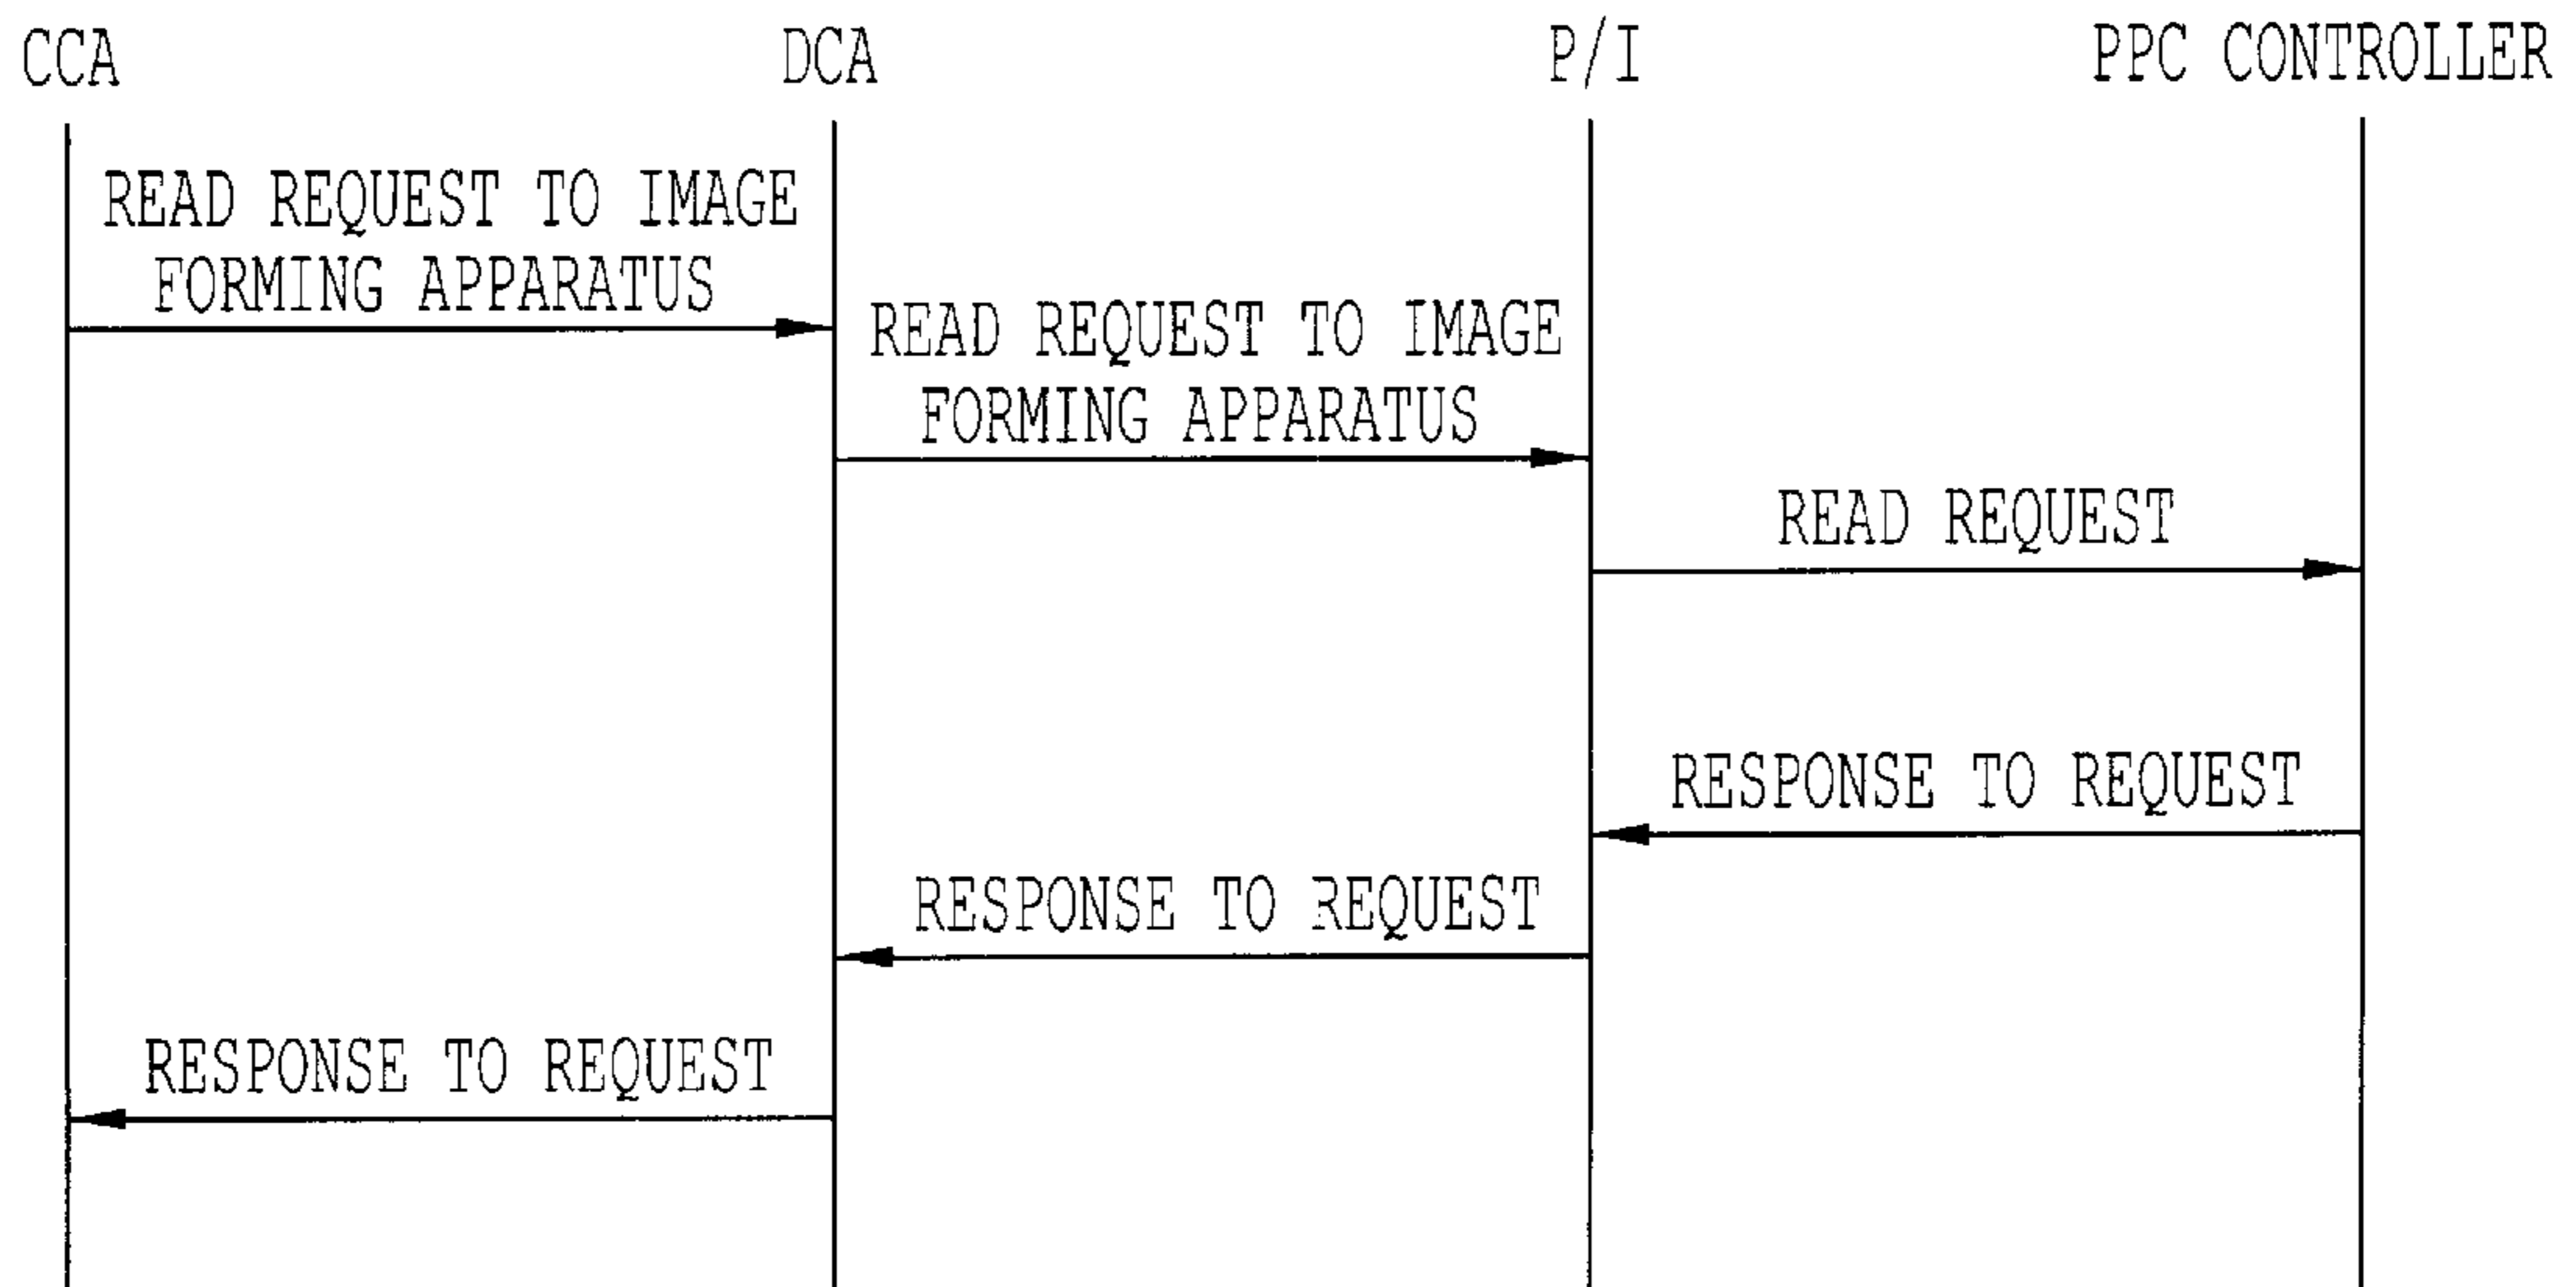 CCA
DCA
P/I
PPC CONTROLLER
READ REQUEST TO IMAGE
FORMING APPARATUS
READ REQUEST TO IMAGE
FORMING APPARATUS
READ REQUEST
RESPONSE TO REQUEST
RESPONSE TO REQUEST
RESPONSE TO REQUEST